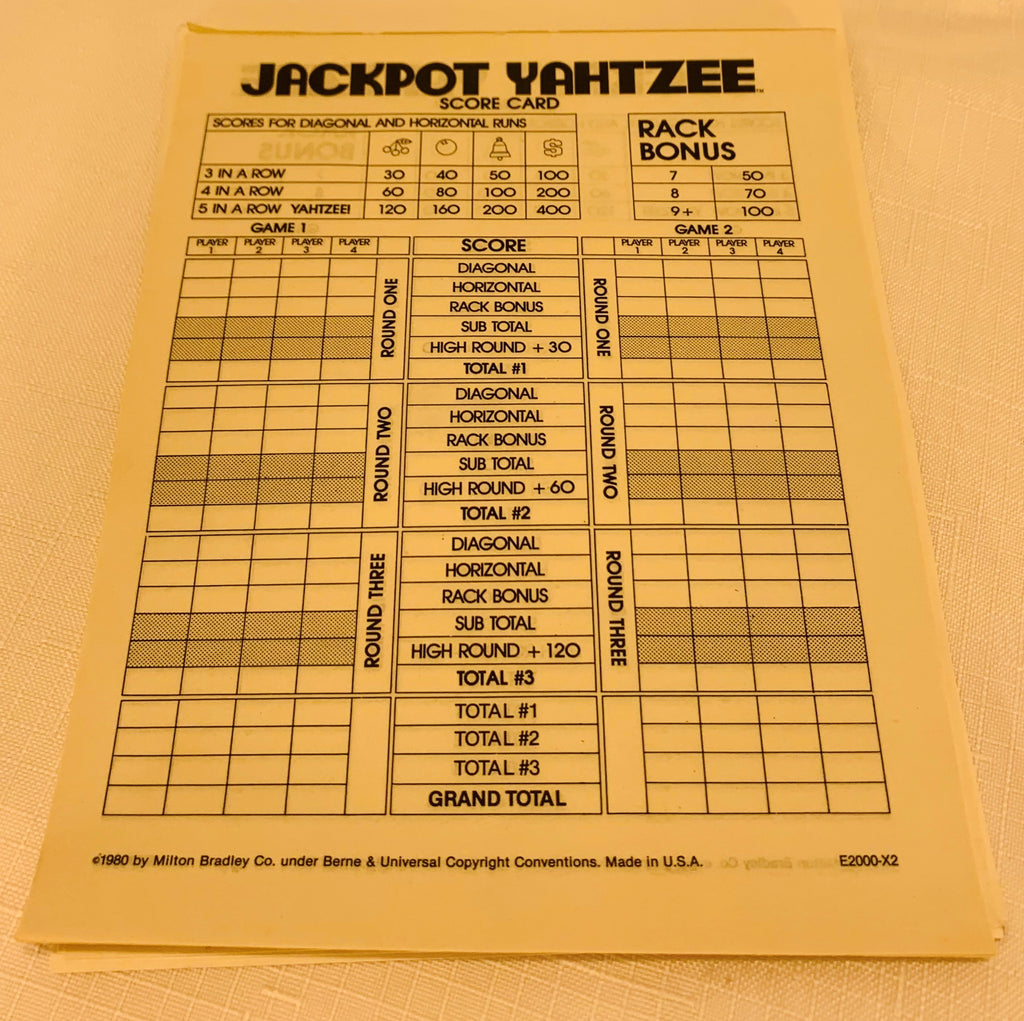 JACKPOT YAHTZEE™
SCORE CARD
SCORES FOR DIAGONAL AND HORIZONTAL RUNS
3 IN A ROW 30 40 50 100
4 IN A ROW 60 80 100 200
5 IN A ROW YAHTZEE! 120 160 200 400
RACK
BONUS
7 50
8 70
9+ 100
GAME 1
GAME 2
PLAYER 1 PLAYER 2 PLAYER 3 PLAYER 4 SCORE PLAYER 1 PLAYER 2 PLAYER 3 PLAYER 4
ROUND ONE
DIAGONAL
HORIZONTAL
RACK BONUS
SUB TOTAL
HIGH ROUND + 30
TOTAL #1
ROUND ONE
ROUND TWO
DIAGONAL
HORIZONTAL
RACK BONUS
SUB TOTAL
HIGH ROUND + 60
TOTAL #2
ROUND TWO
ROUND THREE
DIAGONAL
HORIZONTAL
RACK BONUS
SUB TOTAL
HIGH ROUND + 120
TOTAL #3
ROUND THREE
TOTAL #1
TOTAL #2
TOTAL #3
GRAND TOTAL
©1980 by Milton Bradley Co. under Berne & Universal Copyright Conventions. Made in U.S.A. E2000-X2